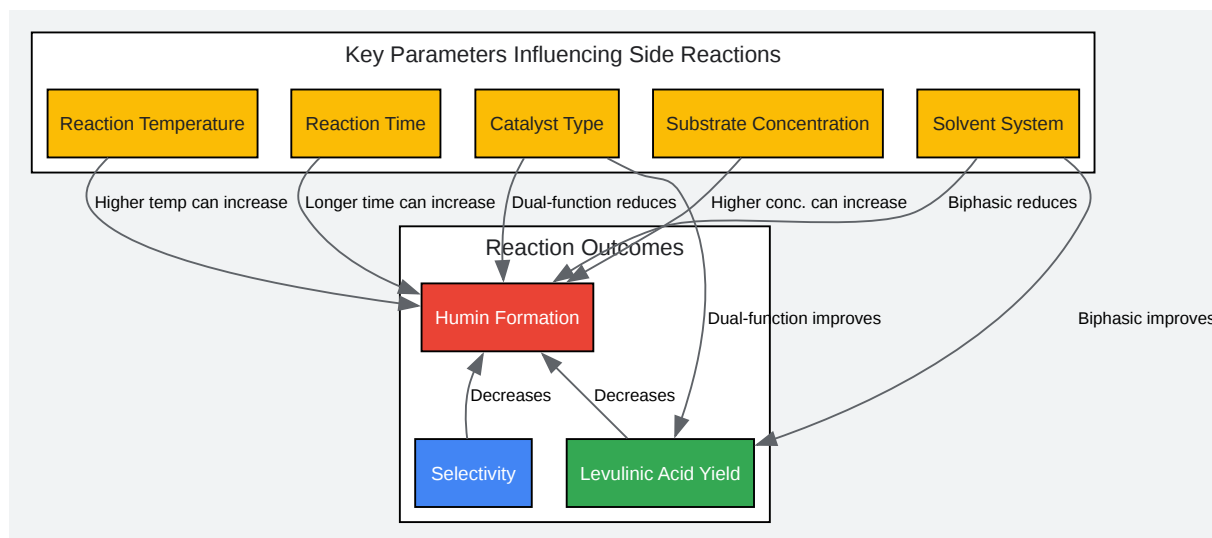 Key Parameters Influencing Side Reactions
Reaction Temperature
Reaction Time
Catalyst Type
Substrate Concentration
Solvent System
Higher temp can increase
Longer time can increase
Dual-function reduces
Higher conc. can increase
Biphasic reduces
Reaction Outcomes
Humin Formation
Dual-function improves
Biphasic improves
Decreases
Decreases
Selectivity
Levulinic Acid Yield